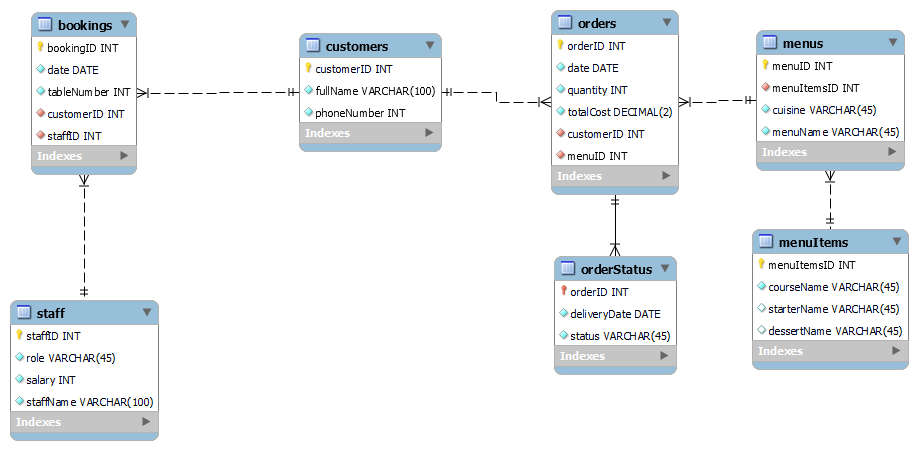 bookings
bookingID INT
date DATE
tableNumber INT
customerID INT
staffID INT
Indexes
customers
customerID INT
fullName VARCHAR(100)
phoneNumber INT
Indexes
orders
orderID INT
date DATE
quantity INT
totalCost DECIMAL(2)
customerID INT
menuID INT
Indexes
menus
menuID INT
menuItemsID INT
cuisine VARCHAR(45)
menuName VARCHAR(45)
Indexes
staff
staffID INT
role VARCHAR(45)
salary INT
staffName VARCHAR(100)
Indexes
orderStatus
orderID INT
deliveryDate DATE
status VARCHAR(45)
Indexes
menuItems
menuItemsID INT
courseName VARCHAR(45)
starterName VARCHAR(45)
dessertName VARCHAR(45)
Indexes